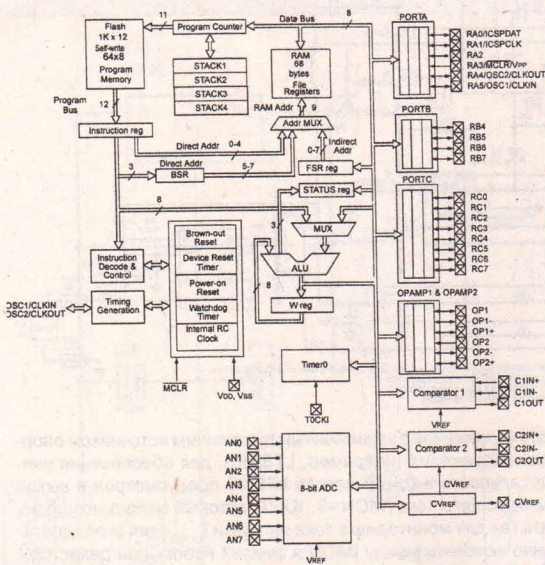 11
Data Bus
8
PORTA
Flash
1K x 12
Self-write
64x8
Program
Memory
Program Counter
STACK1
STACK2
STACK3
STACK4
RAM
68
bytes
File
Registers
RA0/ICSPDAT
RA1/ICSPCLK
RA2
RA3/MCLR/VPP
RA4/OSC2/CLKOUT
RA5/OSC1/CLKIN
Program
Bus
12
RAM Addr
9
PORTB
Instruction reg
Addr MUX
RB4
RB5
RB6
RB7
Direct Addr
0-4
0-7
Indirect
Addr
3
Direct Addr
BSR
5-7
FSR reg
STATUS reg
PORTC
8
3
MUX
RC0
RC1
RC2
RC3
RC4
RC5
RC6
RC7
Brown-out
Reset
Device Reset
Timer
Power-on
Reset
Watchdog
Timer
Internal RC
Clock
Instruction
Decode &
Control
ALU
8
OSC1/CLKIN
OSC2/CLKOUT
Timing
Generation
W reg
OPAMP1 & OPAMP2
OP1
OP1-
OP1+
OP2
OP2-
OP2+
MCLR
VDD, VSS
Timer0
T0CKI
Comparator 1
C1IN+
C1IN-
C1OUT
VREF
AN0
AN1
AN2
AN3
AN4
AN5
AN6
AN7
8-bit ADC
VREF
Comparator 2
C2IN+
C2IN-
C2OUT
CVREF
CVREF
CVREF